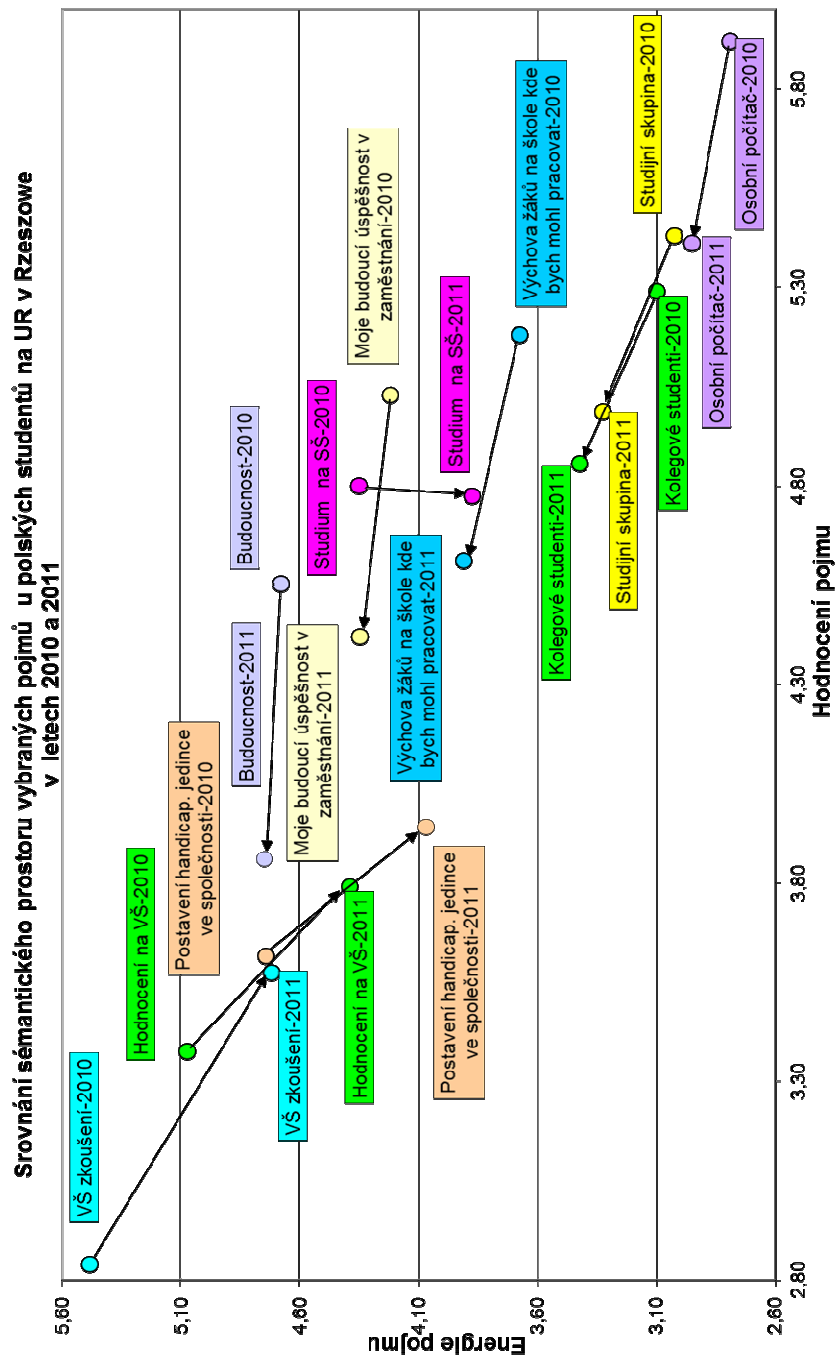 Srovnání sémantického prostoru vybraných pojmů u polských studentů na UR v Rzeszowe
v letech 2010 a 2011
Energie pojmu
5,60
5,10
4,60
4,10
3,60
3,10
2,60
VŠ zkoušení-2010
Hodnocení na VŠ-2010
Postavení handicap. jedince
ve společnosti-2010
Budoucnost-2011
Budoucnost-2010
VŠ zkoušení-2011
Moje budoucí úspěšnost v
zaměstnání-2011
Studium na SŠ-2010
Moje budoucí úspěšnost v
zaměstnání-2010
Hodnocení na VŠ-2011
Výchova žáků na škole kde
bych mohl pracovat-2011
Studium na SŠ-2011
Postavení handicap. jedince
ve společnosti-2011
Výchova žáků na škole kde
bych mohl pracovat-2010
Kolegové studenti-2011
Studijní skupina-2011
Studijní skupina-2010
Kolegové studenti-2010
Osobní počítač-2011
Osobní počítač-2010
2,80
3,30
3,80
4,30
4,80
5,30
5,80
Hodnocení pojmu